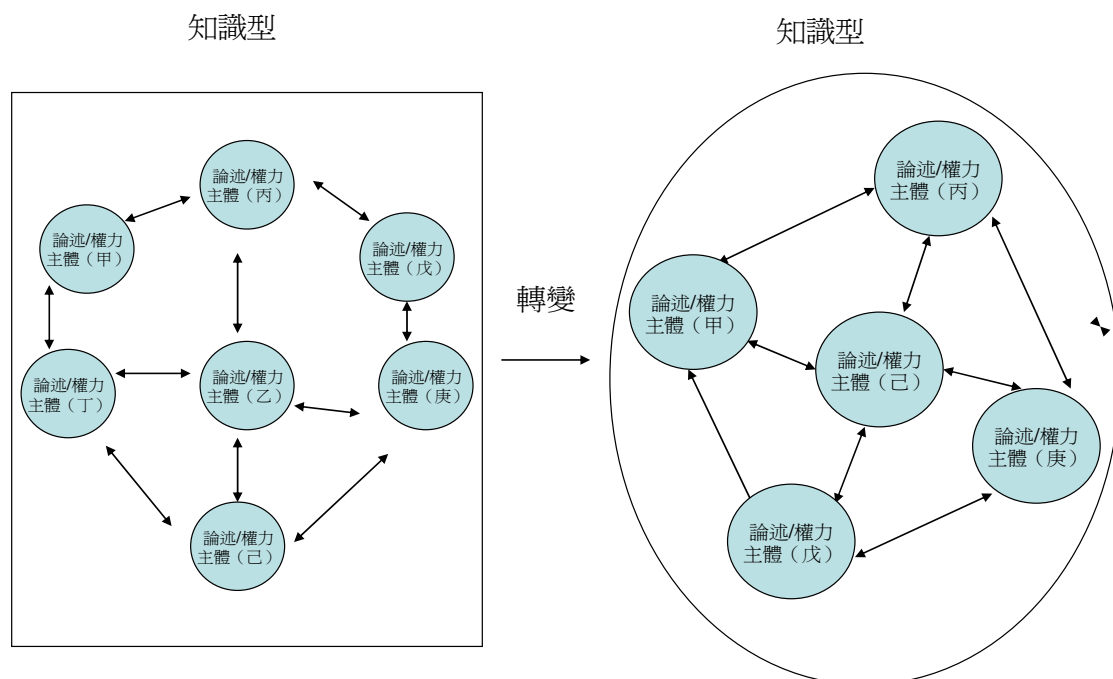 知識型
論述/權力
主體（丙）
論述/權力
主體（甲）
論述/權力
主體（戊）
論述/權力
主體（丁）
論述/權力
主體（乙）
論述/權力
主體（庚）
論述/權力
主體（己）
轉變
知識型
論述/權力
主體（丙）
論述/權力
主體（甲）
論述/權力
主體（己）
論述/權力
主體（庚）
論述/權力
主體（戊）